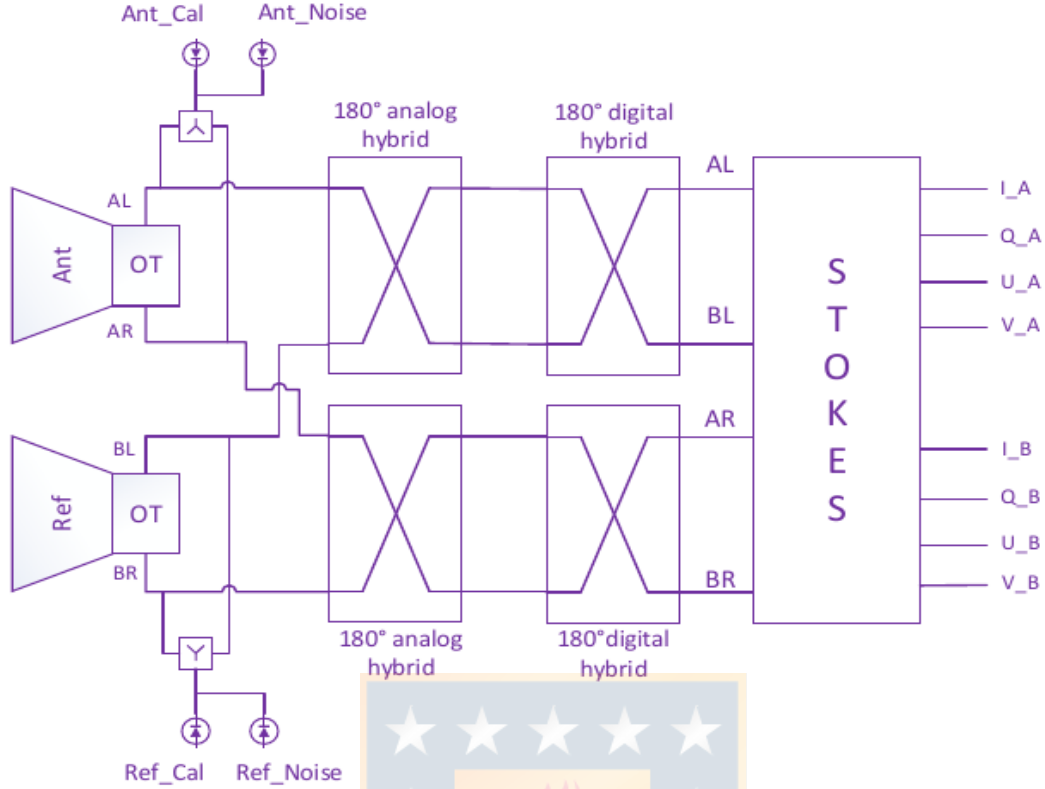 Ant_Cal
Ant_Noise
180° analog
hybrid
180° digital
hybrid
AL
AL
I_A
Q_A
Ant
OT
U_A
BL
V_A
AR
STOKES
AR
BL
I_B
Q_B
Ref
OT
U_B
BR
BR
V_B
180° analog
hybrid
180°digital
hybrid
Ref_Cal
Ref_Noise